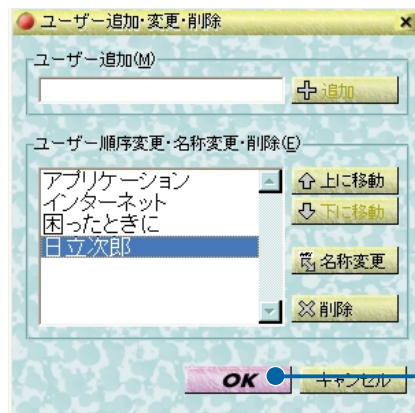 ユーザー追加・変更・削除
ユーザー追加(M)
追加
ユーザー順序変更・名称変更・削除(E)
アプリケーション
インターネット
困ったときに
日立次郎
上に移動
下に移動
名称変更
削除
OK
キャンセル